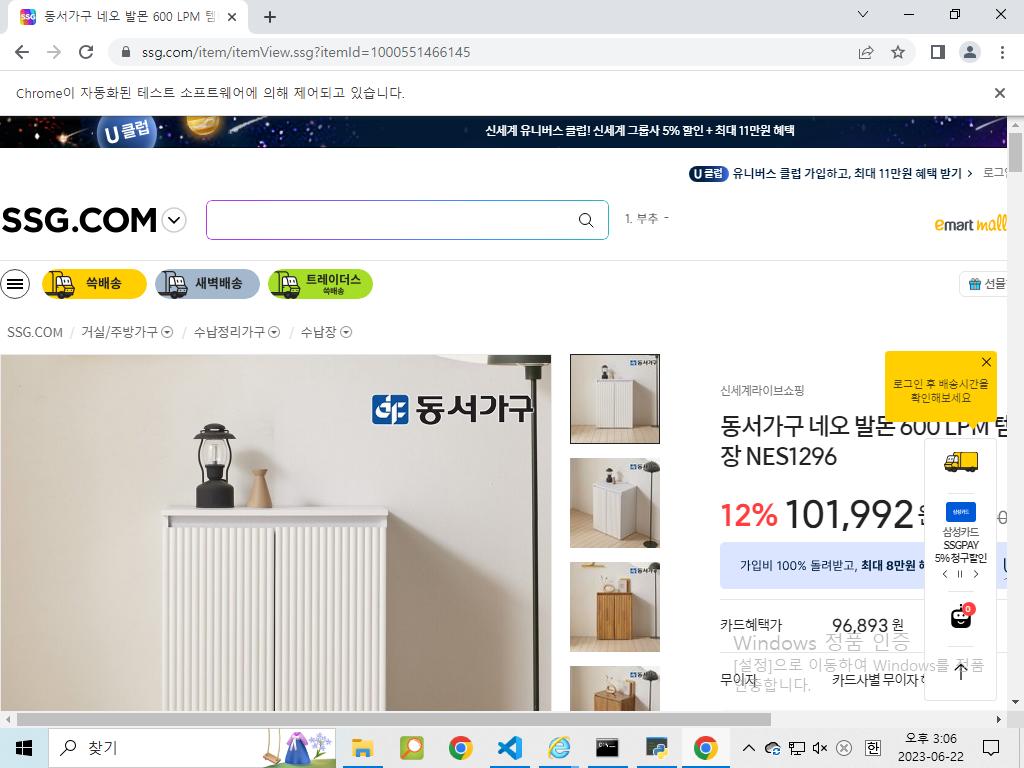 동서가구 네오 발몬 600 LPM 템
ssg.com/item/itemView.ssg?itemId=1000551466145
Chrome이 자동화된 테스트 소프트웨어에 의해 제어되고 있습니다.
U클럽
신세계 유니버스 클럽! 신세계 그룹사 5% 할인 + 최대 11만원 혜택
U 클럽 유니버스 클럽 가입하고, 최대 11만원 혜택 받기 >
SSG.COM
1. 부추 -
emart mall
쓱배송
새벽배송
트레이더스
쓱배송
선물
SSG.COM / 거실/주방가구 / 수납정리가구 / 수납장
동서가구
신세계라이브쇼핑
로그인 후 배송시간을
확인해보세요
동서가구 네오 발몬 600 LPM 템
장 NES1296
12% 101,992
삼성카드
삼성카드
SSGPAY
5% 청구할인
가입비 100% 돌려받고, 최대 8만원
0
카드혜택가
96,893 원
무이자
카드사별 무이자
Windows 정품 인증
[설정]으로 이동하여 Windows를 정품
인증합니다.
찾기
오후 3:06
2023-06-22